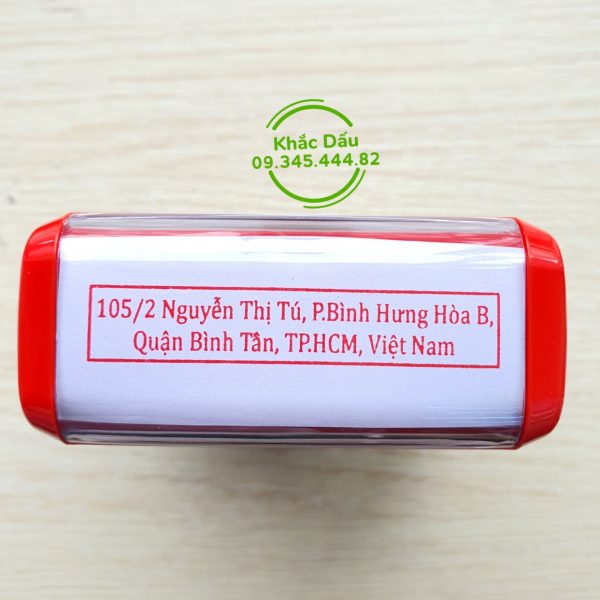 Khắc Dấu
09.345.444.82
105/2 Nguyễn Thị Tú, P.Bình Hưng Hòa B,
Quận Bình Tân, TP.HCM, Việt Nam